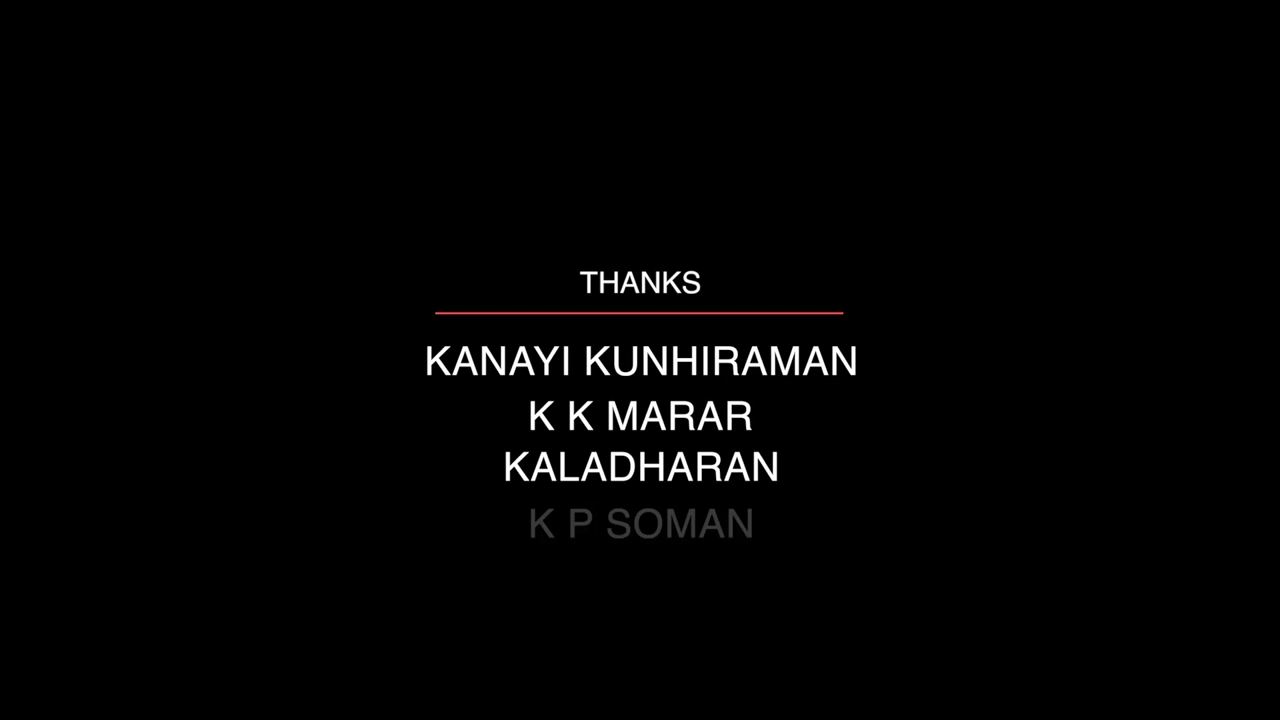 THANKS
KANAYI KUNHIRAMAN
K K MARAR
KALADHARAN
K P SOMAN